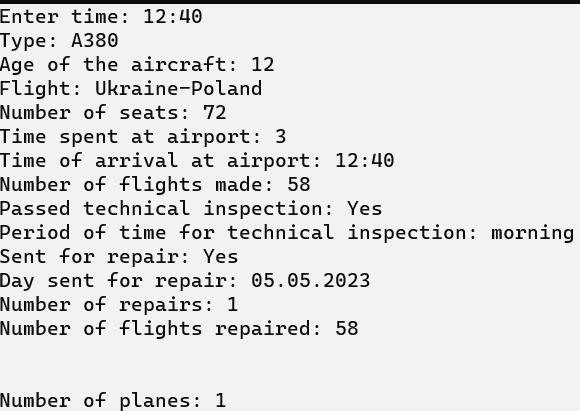 Enter time: 12:40
Type: A380
Age of the aircraft: 12
Flight: Ukraine-Poland
Number of seats: 72
Time spent at airport: 3
Time of arrival at airport: 12:40
Number of flights made: 58
Passed technical inspection: Yes
Period of time for technical inspection: morning
Sent for repair: Yes
Day sent for repair: 05.05.2023
Number of repairs: 1
Number of flights repaired: 58
Number of planes: 1